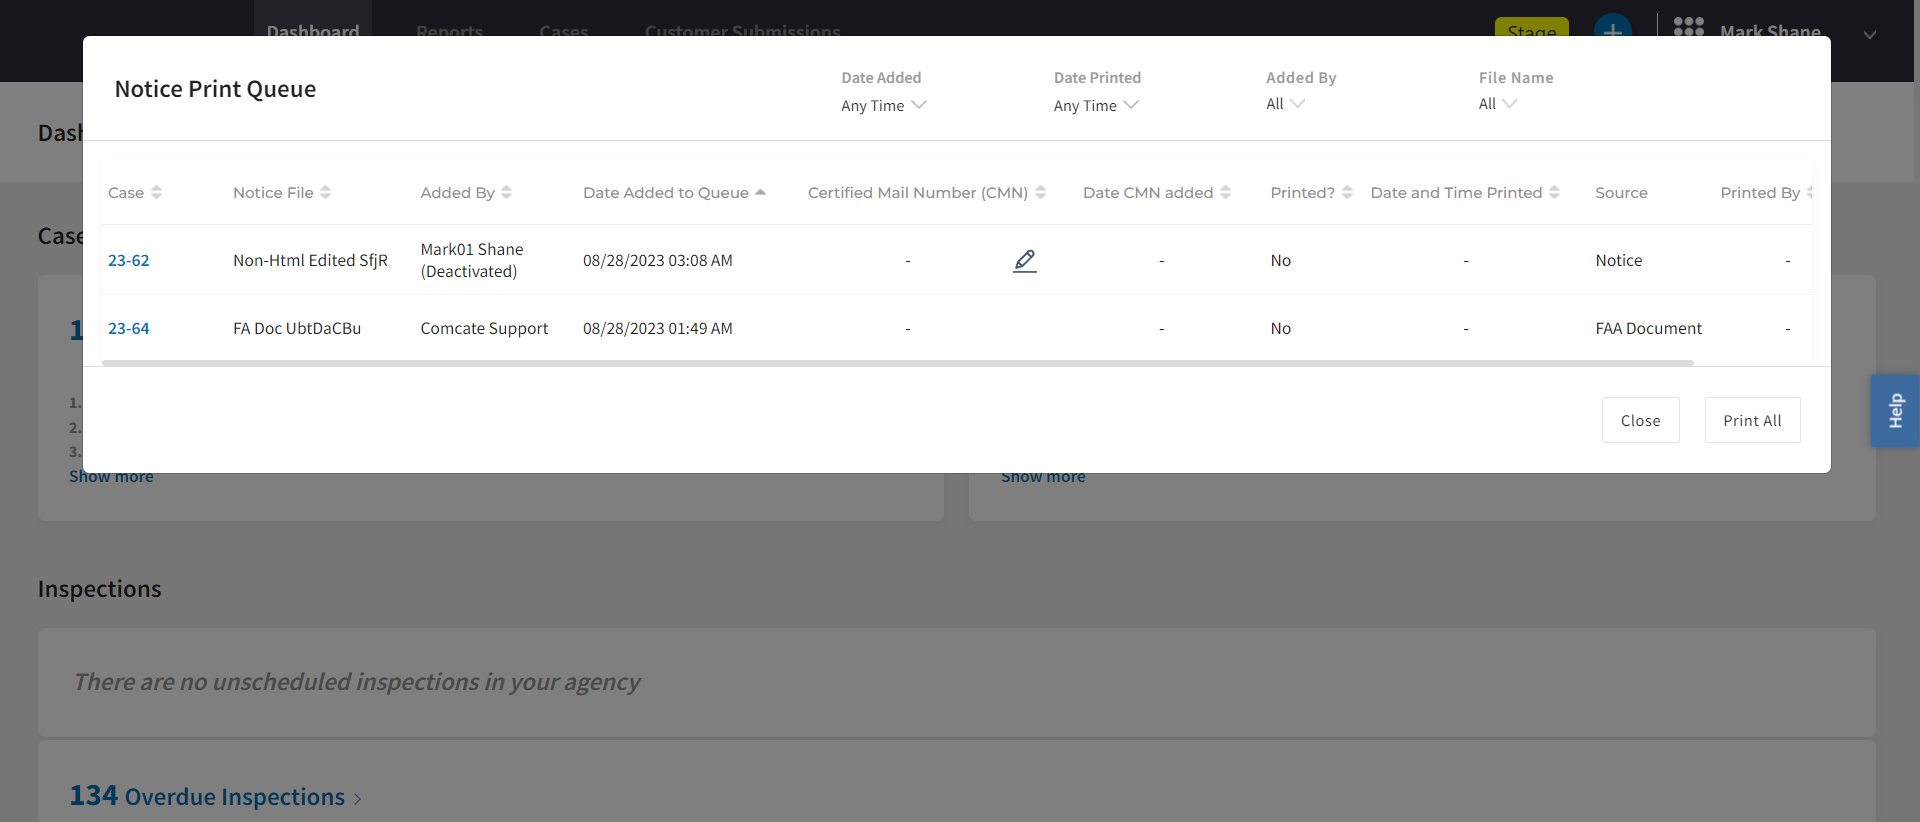 Dashboard Reports Cases Customer Submissions Stage Mark Shane
Notice Print Queue
Date Added Date Printed Added By File Name
Any Time Any Time All All
Case Notice File Added By Date Added to Queue Certified Mail Number (CMN) Date CMN added Printed? Date and Time Printed Source Printed By
23-62 Non-Html Edited SfjR Mark01 Shane (Deactivated) 08/28/2023 03:08 AM - - No - Notice -
23-64 FA Doc UbtDaCBu Comcate Support 08/28/2023 01:49 AM - - No - FAA Document -
Close Print All
Help
Dash
Case
1
1.
2.
3.
Show more Show more
Inspections
There are no unscheduled inspections in your agency
134 Overdue Inspections >